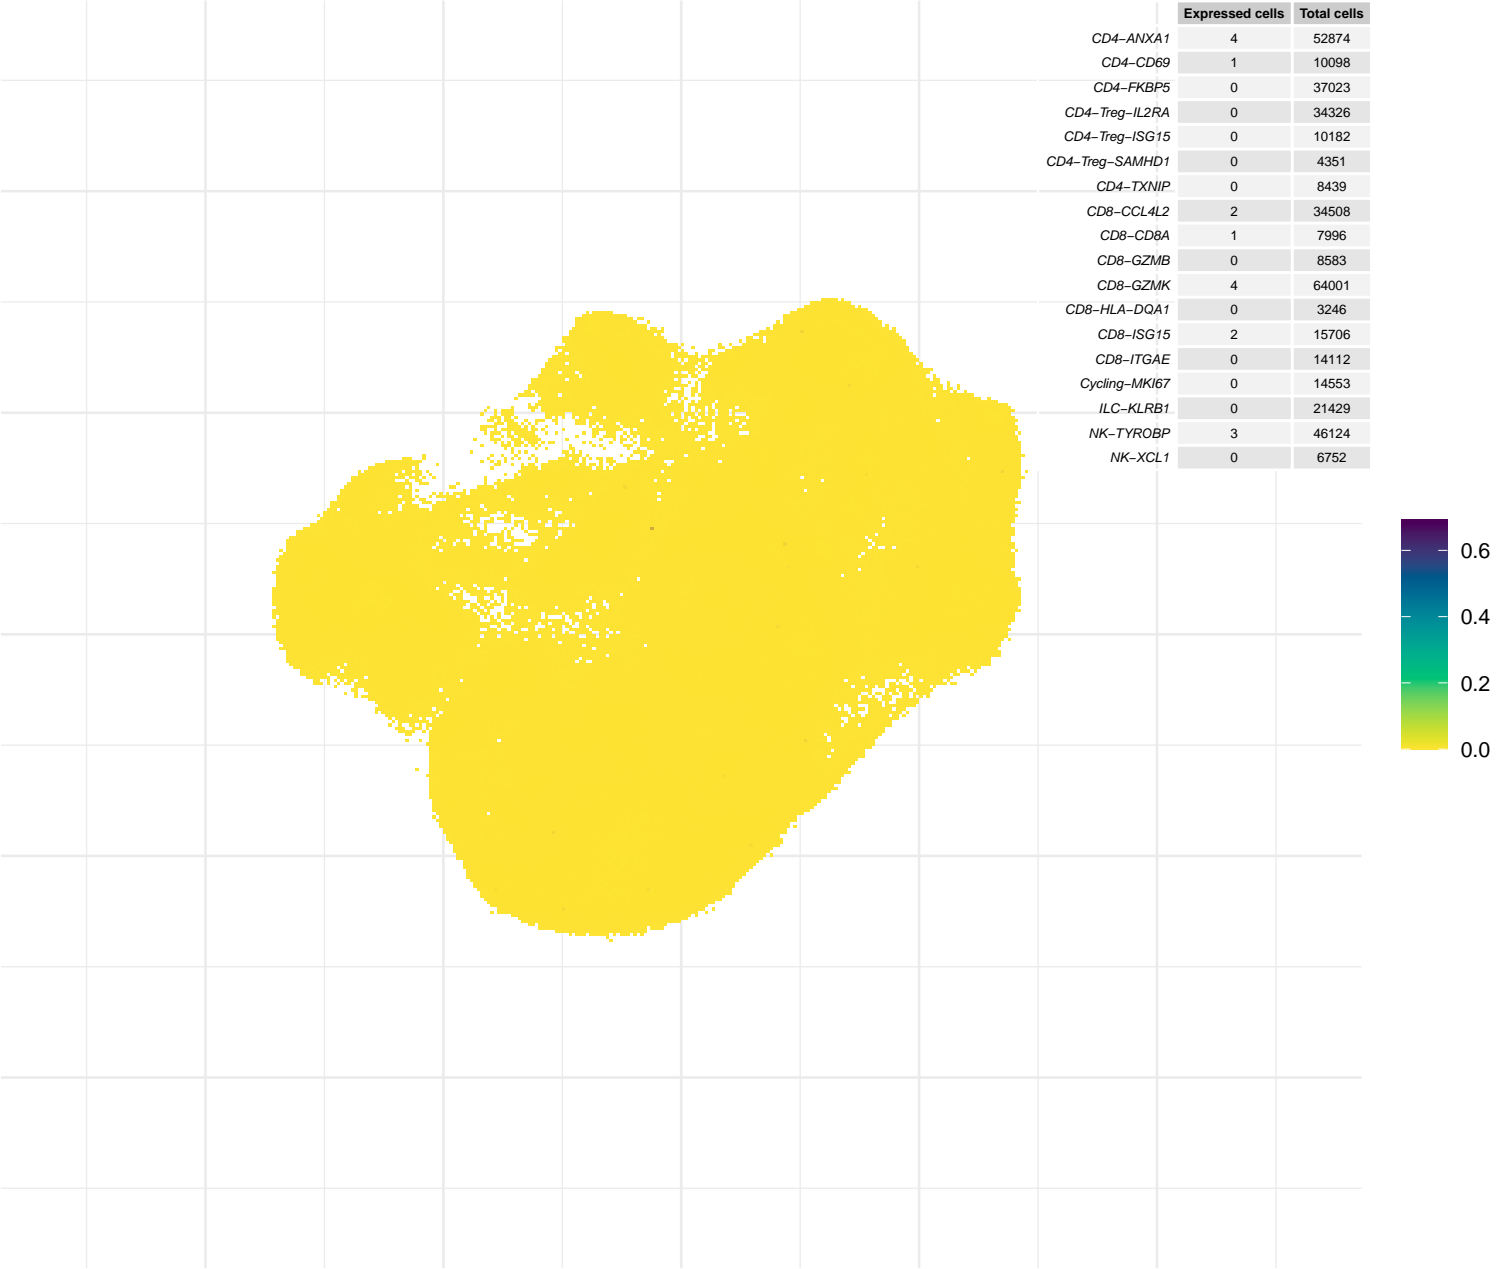 Expressed cells Total cells
CD4−ANXA1 4 52874
CD4−CD69 1 10098
CD4−FKBP5 0 37023
CD4−Treg−IL2RA 0 34326
CD4−Treg−ISG15 0 10182
CD4−Treg−SAMHD1 0 4351
CD4−TXNIP 0 8439
CD8−CCL4L2 2 34508
CD8−CD8A 1 7996
CD8−GZMB 0 8583
CD8−GZMK 4 64001
CD8−HLA−DQA1 0 3246
CD8−ISG15 2 15706
CD8−ITGAE 0 14112
Cycling−MKI67 0 14553
ILC−KLRB1 0 21429
NK−TYROBP 3 46124
NK−XCL1 0 6752
0.6
0.4
0.2
0.0